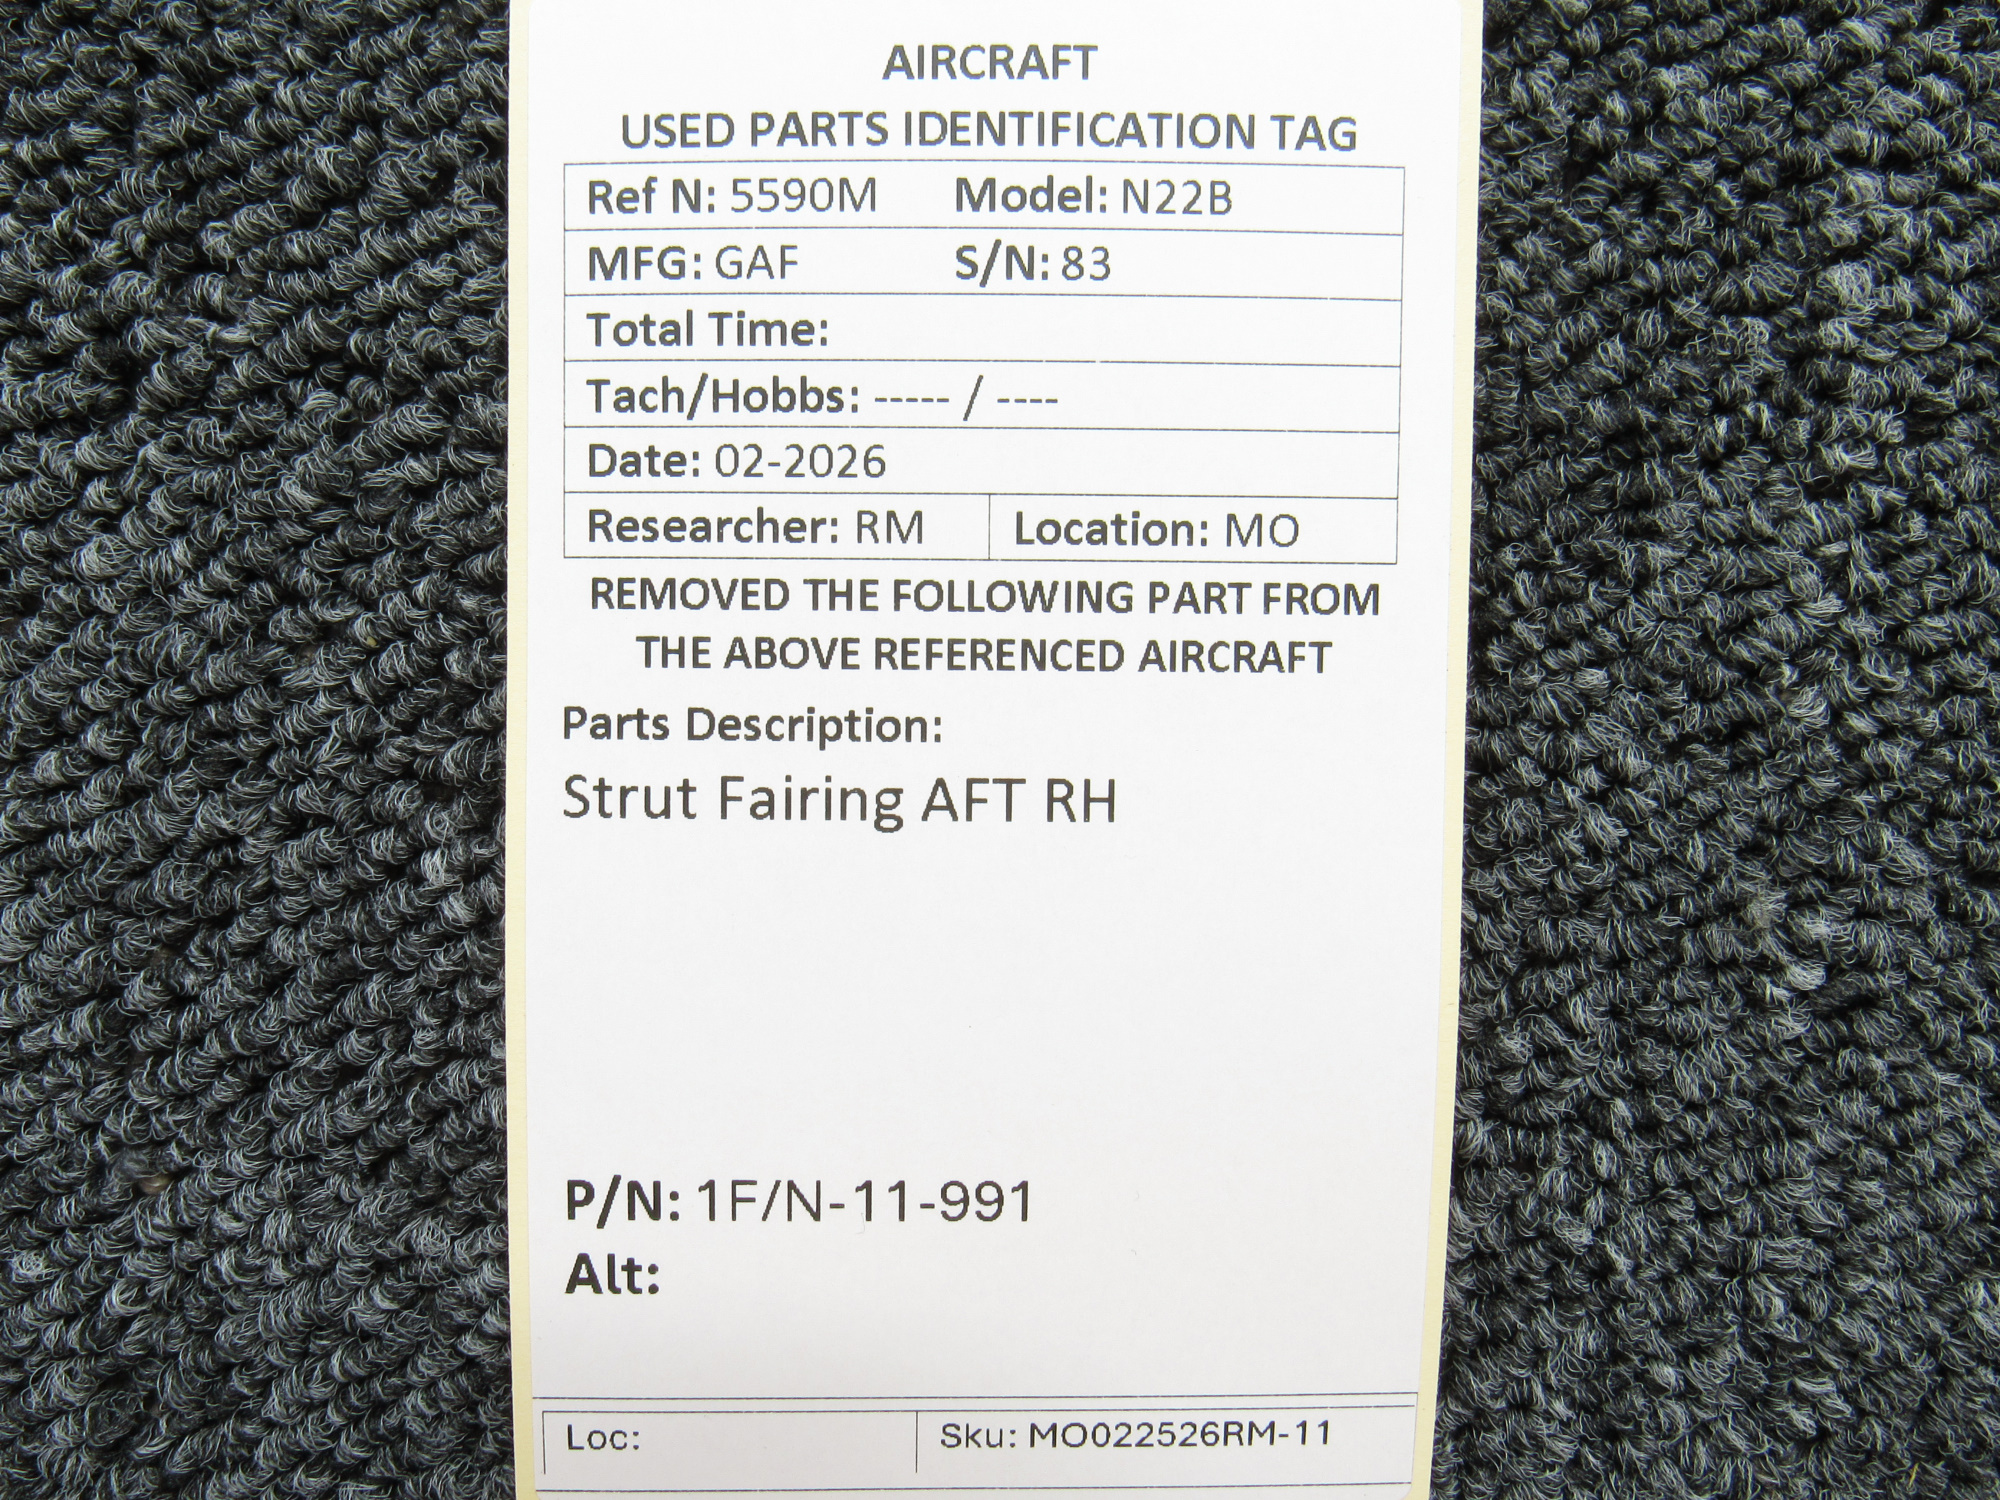 AIRCRAFT
USED PARTS IDENTIFICATION TAG
Ref N: 5590M Model: N22B
MFG: GAF S/N: 83
Total Time:
Tach/Hobbs: ----- / ----
Date: 02-2026
Researcher: RM Location: MO
REMOVED THE FOLLOWING PART FROM
THE ABOVE REFERENCED AIRCRAFT
Parts Description:
Strut Fairing AFT RH
P/N: 1F/N-11-991
Alt:
Loc: Sku: MO022526RM-11